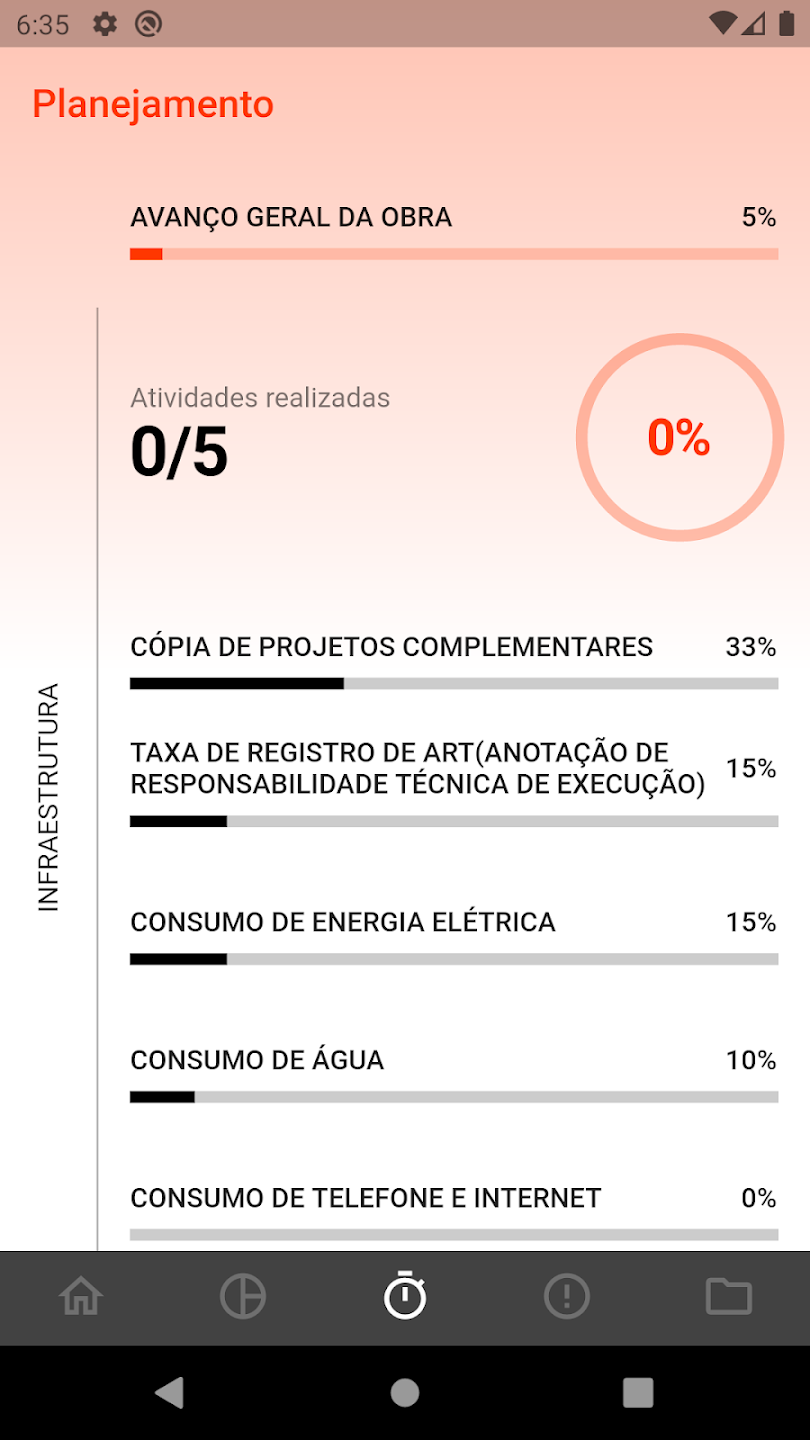 6:35
Planejamento
AVANÇO GERAL DA OBRA 5%
Atividades realizadas
0/5
0%
INFRAESTRUTURA
CÓPIA DE PROJETOS COMPLEMENTARES 33%
TAXA DE REGISTRO DE ART(ANOTAÇÃO DE
RESPONSABILIDADE TÉCNICA DE EXECUÇÃO) 15%
CONSUMO DE ENERGIA ELÉTRICA 15%
CONSUMO DE ÁGUA 10%
CONSUMO DE TELEFONE E INTERNET 0%